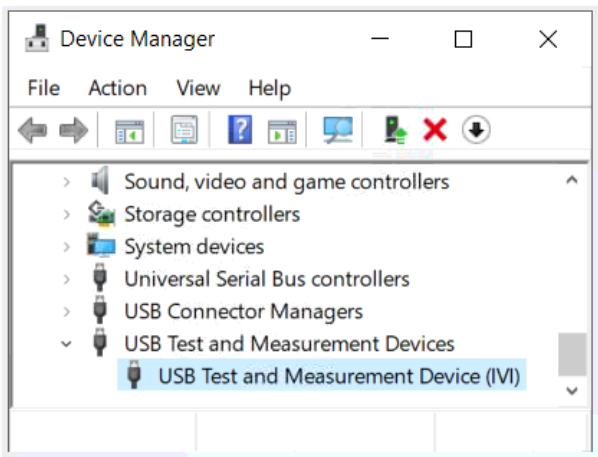 Device Manager
File Action View Help
Sound, video and game controllers
Storage controllers
System devices
Universal Serial Bus controllers
USB Connector Managers
USB Test and Measurement Devices
USB Test and Measurement Device (IVI)